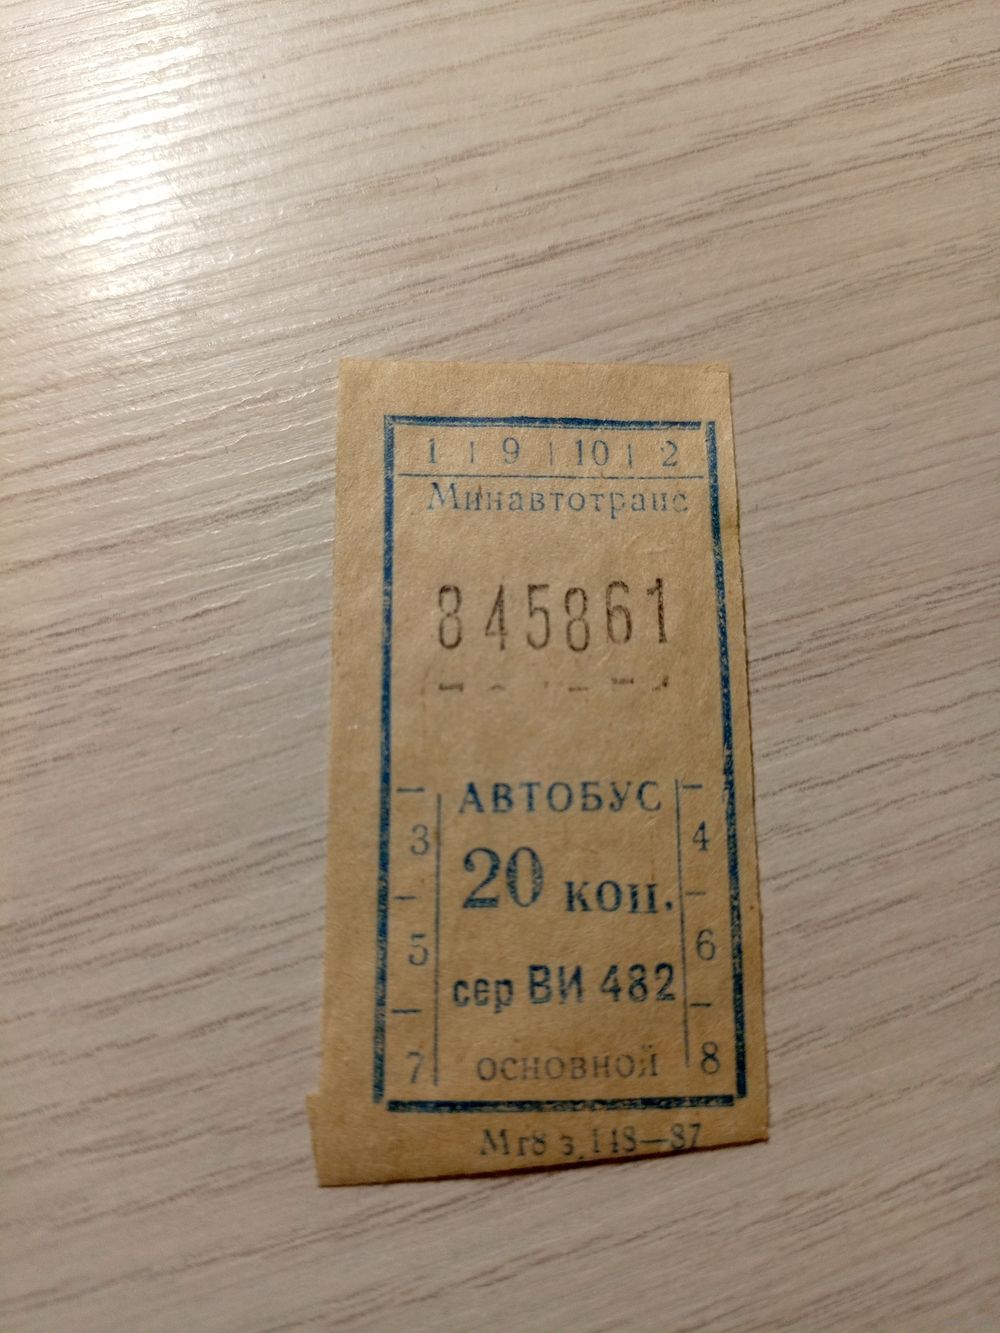 1 | 9 | 10 | 2
Минавтотранс
845861
АВТОБУС
3 4
20 коп.
5 6
сер ВИ 482
7 основной 8
Мг8 з.148—87